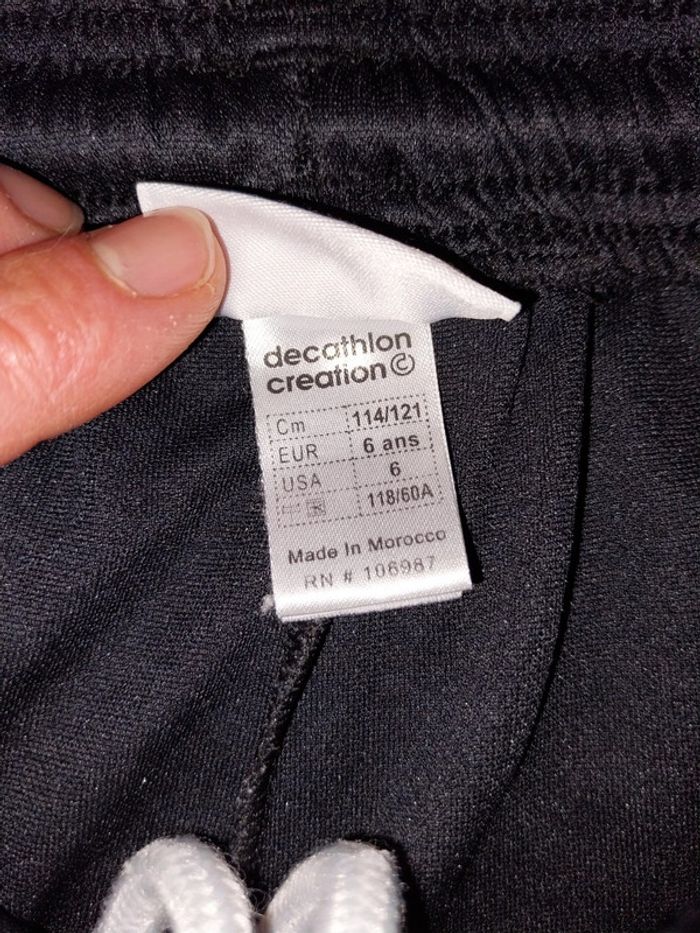 decathlon
creation ©
Cm 114/121
EUR 6 ans
USA 6
118/60A
Made In Morocco
RN # 106987